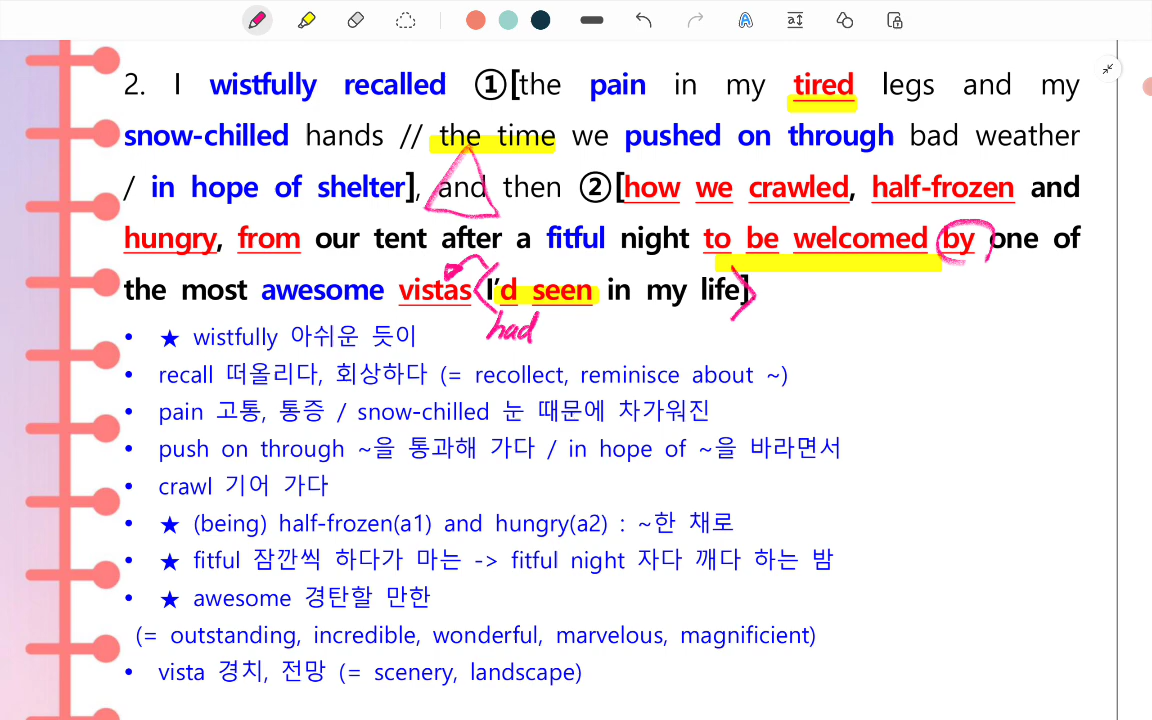 2. I wistfully recalled ①[the pain in my tired legs and my
snow-chilled hands // the time we pushed on through bad weather
/ in hope of shelter], and then ②[how we crawled, half-frozen and
hungry, from our tent after a fitful night to be welcomed by one of
the most awesome vistas I'd seen in my life]
had
• ★ wistfully 아쉬운 듯이
• recall 떠올리다, 회상하다 (= recollect, reminisce about ~)
• pain 고통, 통증 / snow-chilled 눈 때문에 차가워진
• push on through ~을 통과해 가다 / in hope of ~을 바라면서
• crawl 기어 가다
• ★ (being) half-frozen(a1) and hungry(a2) : ~한 채로
• ★ fitful 잠깐씩 하다가 마는 -> fitful night 자다 깨다 하는 밤
• ★ awesome 경탄할 만한
(= outstanding, incredible, wonderful, marvelous, magnificient)
• vista 경치, 전망 (= scenery, landscape)